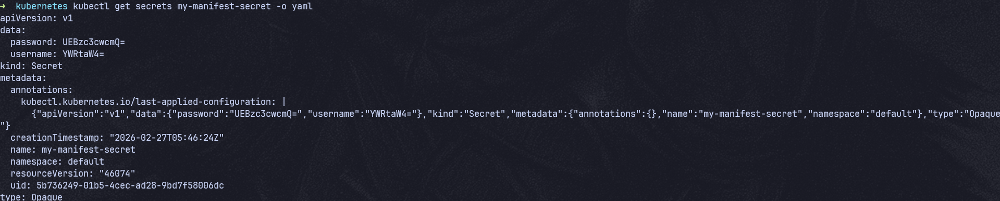 →  kubernetes kubectl get secrets my-manifest-secret -o yaml
apiVersion: v1
data:
  password: UEBzc3cwcmQ=
  username: YWRtaW4=
kind: Secret
metadata:
  annotations:
    kubectl.kubernetes.io/last-applied-configuration: |
      {"apiVersion":"v1","data":{"password":"UEBzc3cwcmQ=","username":"YWRtaW4="},"kind":"Secret","metadata":{"annotations":{},"name":"my-manifest-secret","namespace":"default"},"type":"Opaque
"}
  creationTimestamp: "2026-02-27T05:46:24Z"
  name: my-manifest-secret
  namespace: default
  resourceVersion: "46074"
  uid: 5b736249-01b5-4cec-ad28-9bd7f58006dc
type: Opaque